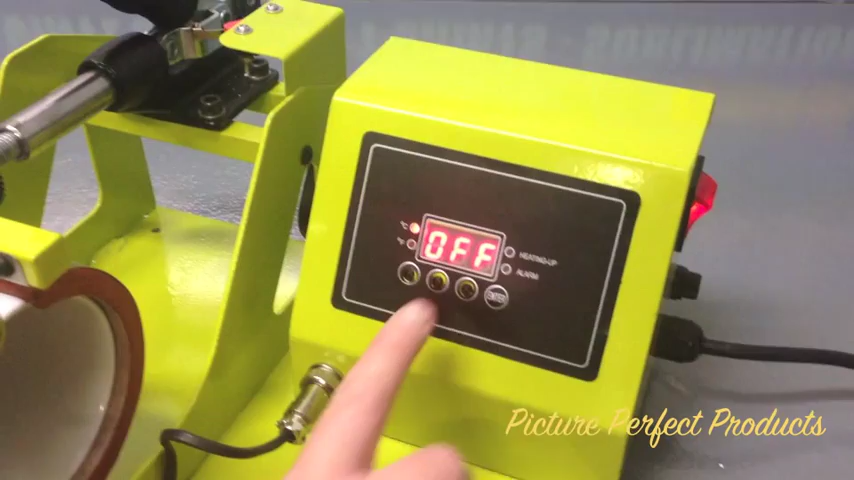 °C
°F
OFF
HEATING-UP
ALARM
ENTER
Picture Perfect Products